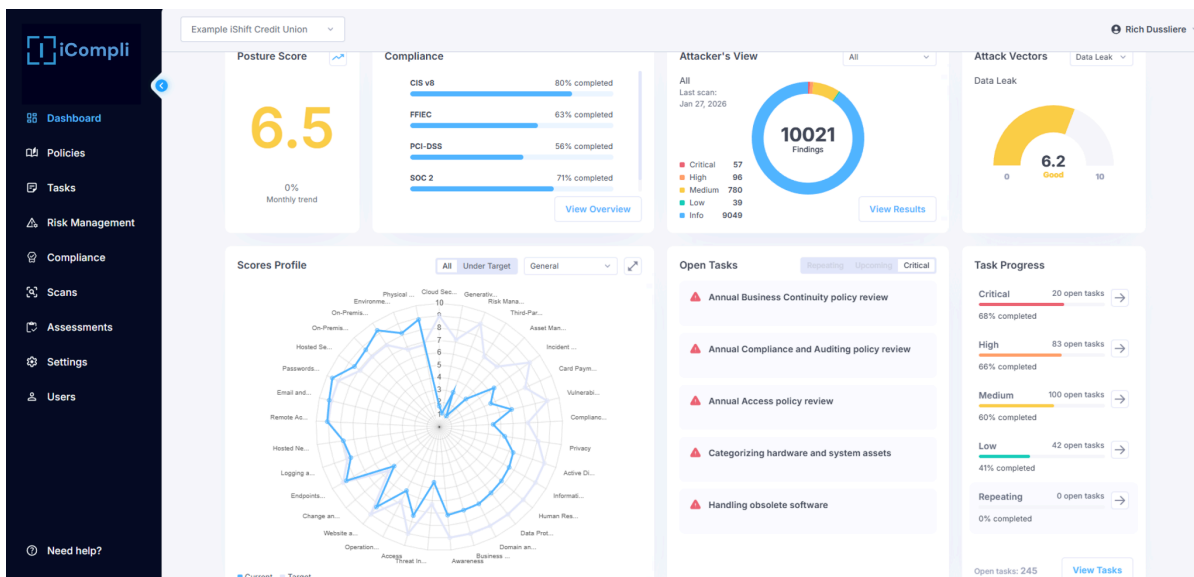 iCompli
Dashboard
Policies
Tasks
Risk Management
Compliance
Scans
Assessments
Settings
Users
Need help?
Example iShift Credit Union
Rich Dussliere
Posture Score
6.5
0%
Monthly trend
Compliance
CIS v8 80% completed
FFIEC 63% completed
PCI-DSS 56% completed
SOC 2 71% completed
View Overview
Attacker's View
All
All
Last scan:
Jan 27, 2026
10021
Findings
Critical 57
High 96
Medium 780
Low 39
Info 9049
View Results
Attack Vectors
Data Leak
Data Leak
6.2
Good
0
10
Scores Profile
All Under Target
General
Cloud Sec...
Generativ...
Risk Mana...
Third-Par...
Asset Man...
Incident ...
Card Paym...
Vulnerabi...
Complianc...
Privacy
Active Di...
Informati...
Human Res...
Data Prot...
Domain an...
Business ...
Awareness
Threat In...
Access
Operation...
Website a...
Change an...
Endpoints...
Logging a...
Hosted Ne...
Remote Ac...
Email and...
Passwords...
Hosted Se...
On-Premis...
On-Premis...
Environme...
Physical ...
10
9
8
7
6
5
4
3
2
1
Current Target
Open Tasks
Repeating Upcoming Critical
Annual Business Continuity policy review
Annual Compliance and Auditing policy review
Annual Access policy review
Categorizing hardware and system assets
Handling obsolete software
Task Progress
Critical 20 open tasks
68% completed
High 83 open tasks
66% completed
Medium 100 open tasks
60% completed
Low 42 open tasks
41% completed
Repeating 0 open tasks
0% completed
Open tasks: 245
View Tasks